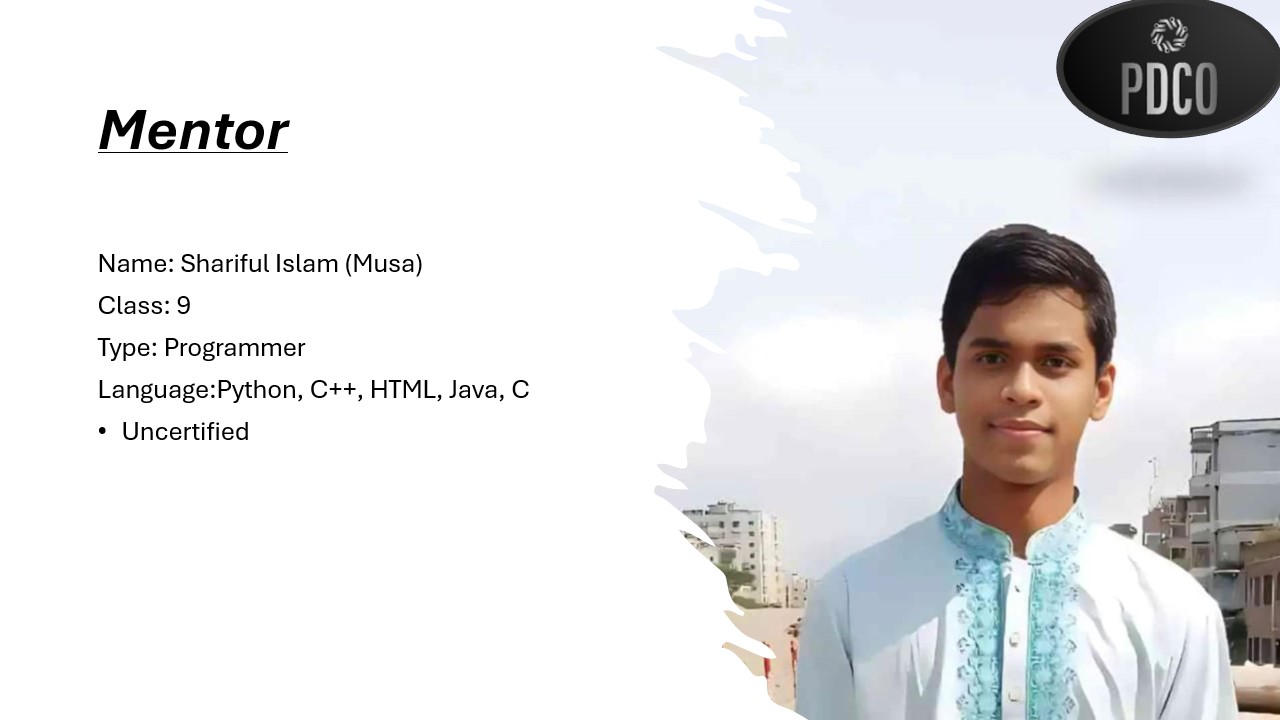 PDCO
Mentor
Name: Shariful Islam (Musa)
Class: 9
Type: Programmer
Language:Python, C++, HTML, Java, C
• Uncertified